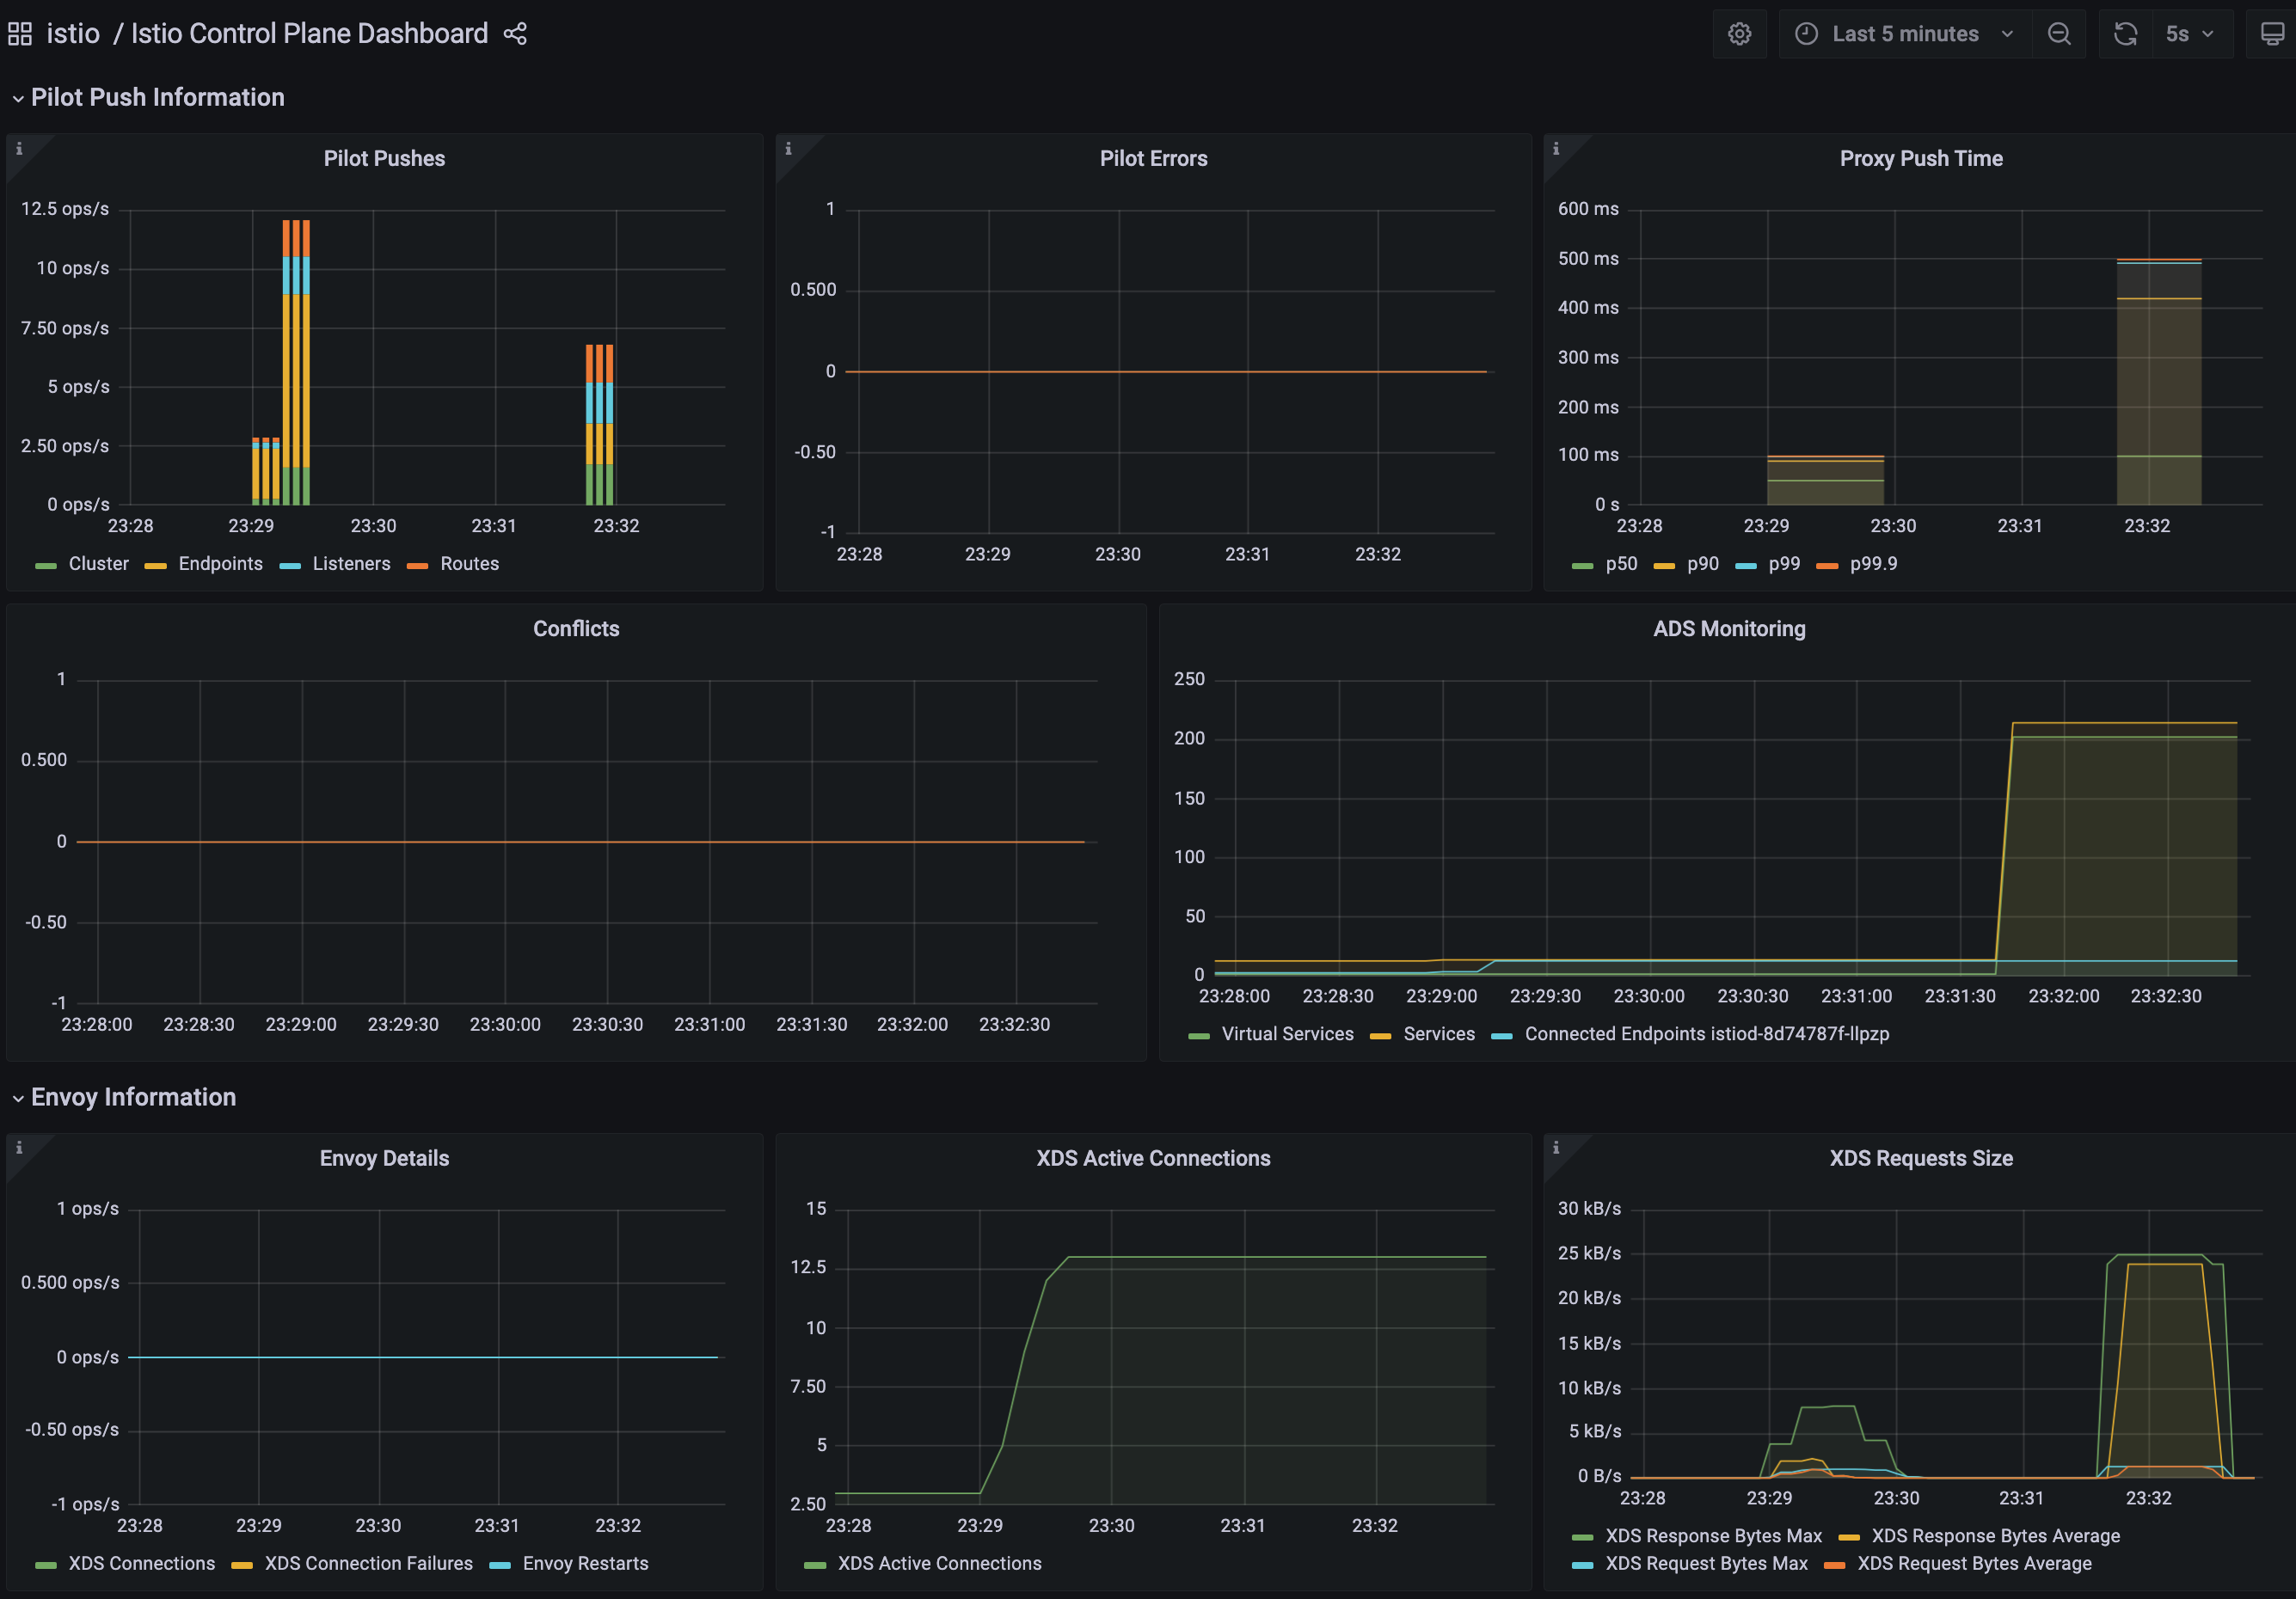 istio / Istio Control Plane Dashboard
Last 5 minutes
5s
Pilot Push Information
Pilot Pushes
12.5 ops/s
10 ops/s
7.50 ops/s
5 ops/s
2.50 ops/s
0 ops/s
23:28 23:29 23:30 23:31 23:32
Cluster Endpoints Listeners Routes
Pilot Errors
1
0.500
0
-0.50
-1
23:28 23:29 23:30 23:31 23:32
Proxy Push Time
600 ms
500 ms
400 ms
300 ms
200 ms
100 ms
0 s
23:28 23:29 23:30 23:31 23:32
p50 p90 p99 p99.9
Conflicts
1
0.500
0
-0.50
-1
23:28:00 23:28:30 23:29:00 23:29:30 23:30:00 23:30:30 23:31:00 23:31:30 23:32:00 23:32:30
ADS Monitoring
250
200
150
100
50
0
23:28:00 23:28:30 23:29:00 23:29:30 23:30:00 23:30:30 23:31:00 23:31:30 23:32:00 23:32:30
Virtual Services Services Connected Endpoints istiod-8d74787f-llpzp
Envoy Information
Envoy Details
1 ops/s
0.500 ops/s
0 ops/s
-0.50 ops/s
-1 ops/s
23:28 23:29 23:30 23:31 23:32
XDS Connections XDS Connection Failures Envoy Restarts
XDS Active Connections
15
12.5
10
7.50
5
2.50
23:28 23:29 23:30 23:31 23:32
XDS Active Connections
XDS Requests Size
30 kB/s
25 kB/s
20 kB/s
15 kB/s
10 kB/s
5 kB/s
0 B/s
23:28 23:29 23:30 23:31 23:32
XDS Response Bytes Max XDS Response Bytes Average
XDS Request Bytes Max XDS Request Bytes Average